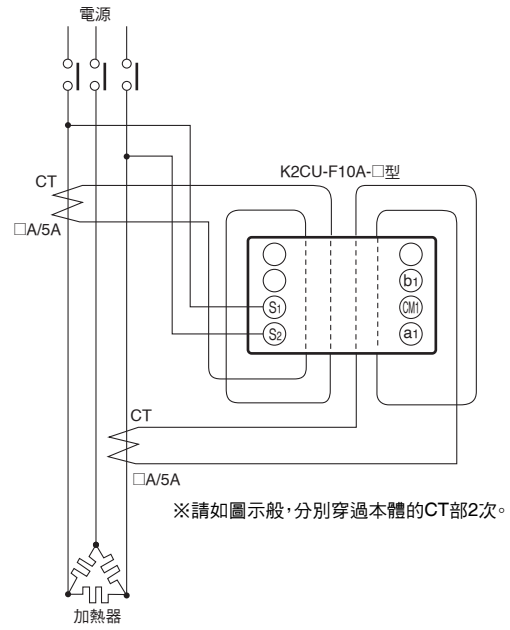 電源
K2CU-F10A-□型
CT
□A/5A
b1
S1
CM1
S2
a1
CT
□A/5A
※請如圖示般，分別穿過本體的CT部2次。
加熱器